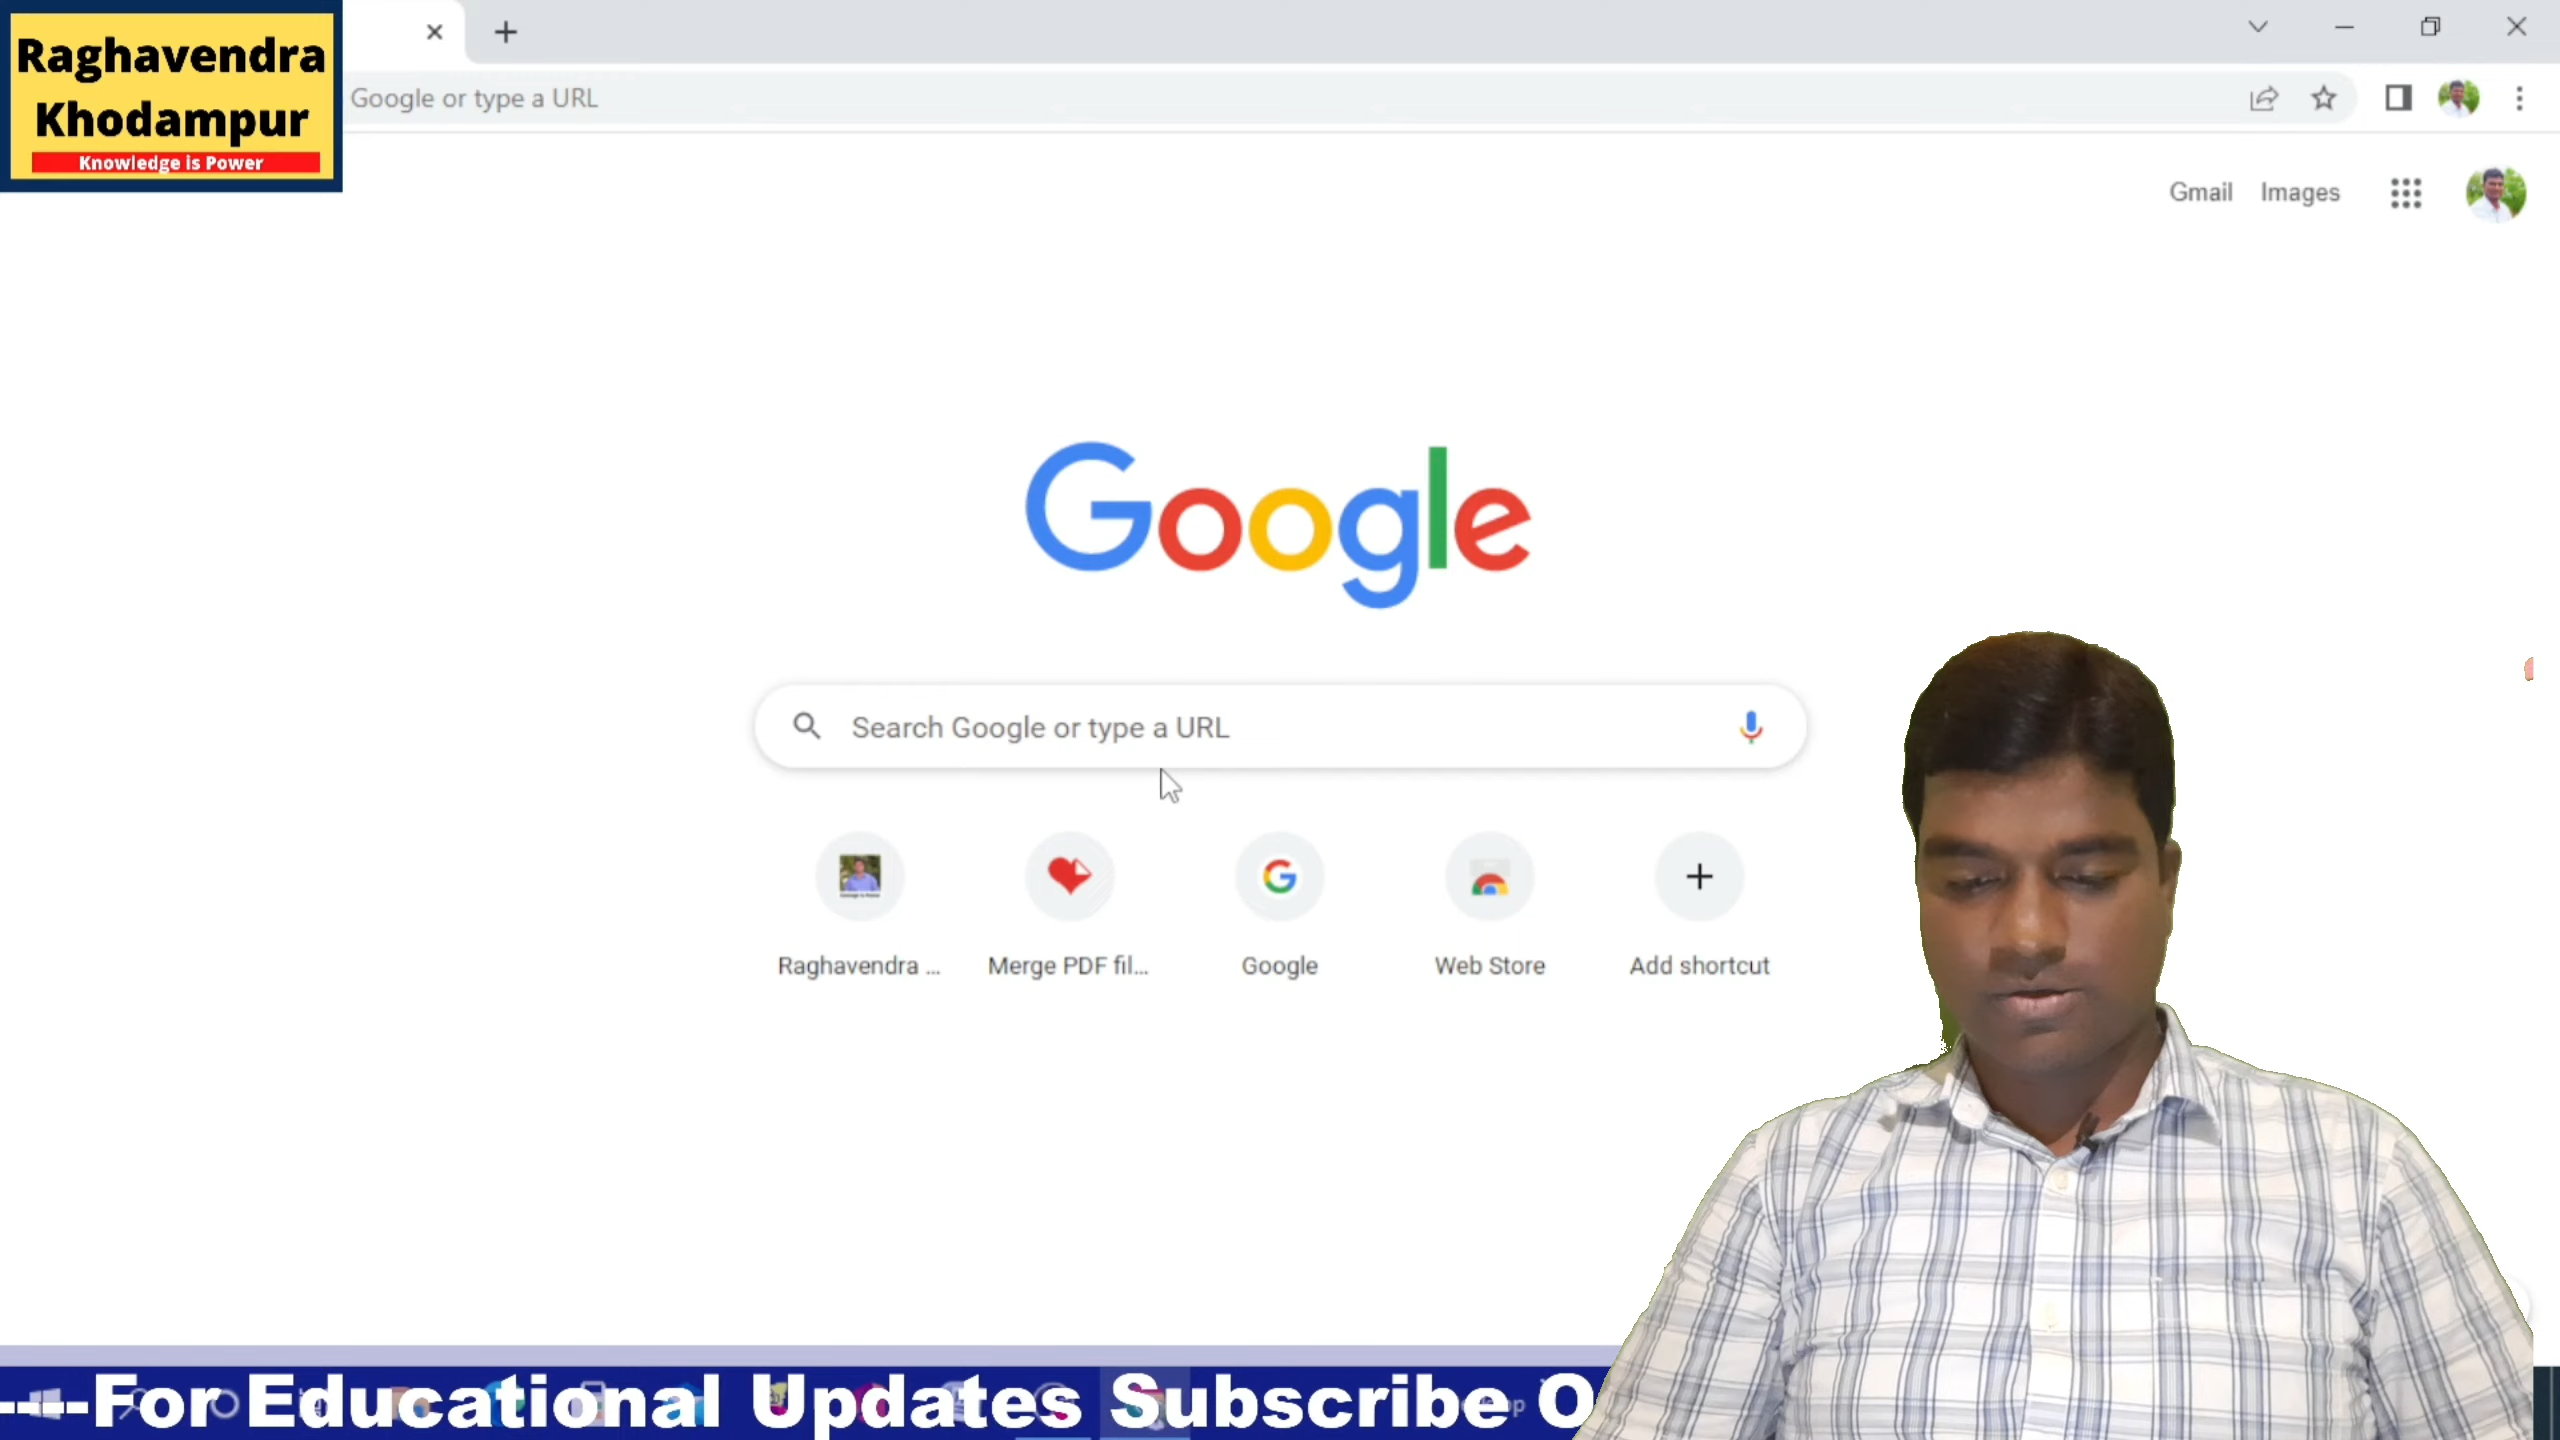 Raghavendra
Khodampur
Knowledge is Power
Google or type a URL
Gmail Images
Google
Search Google or type a URL
Raghavendra ...
Merge PDF fil...
Google
Web Store
Add shortcut
----For Educational Updates Subscribe O